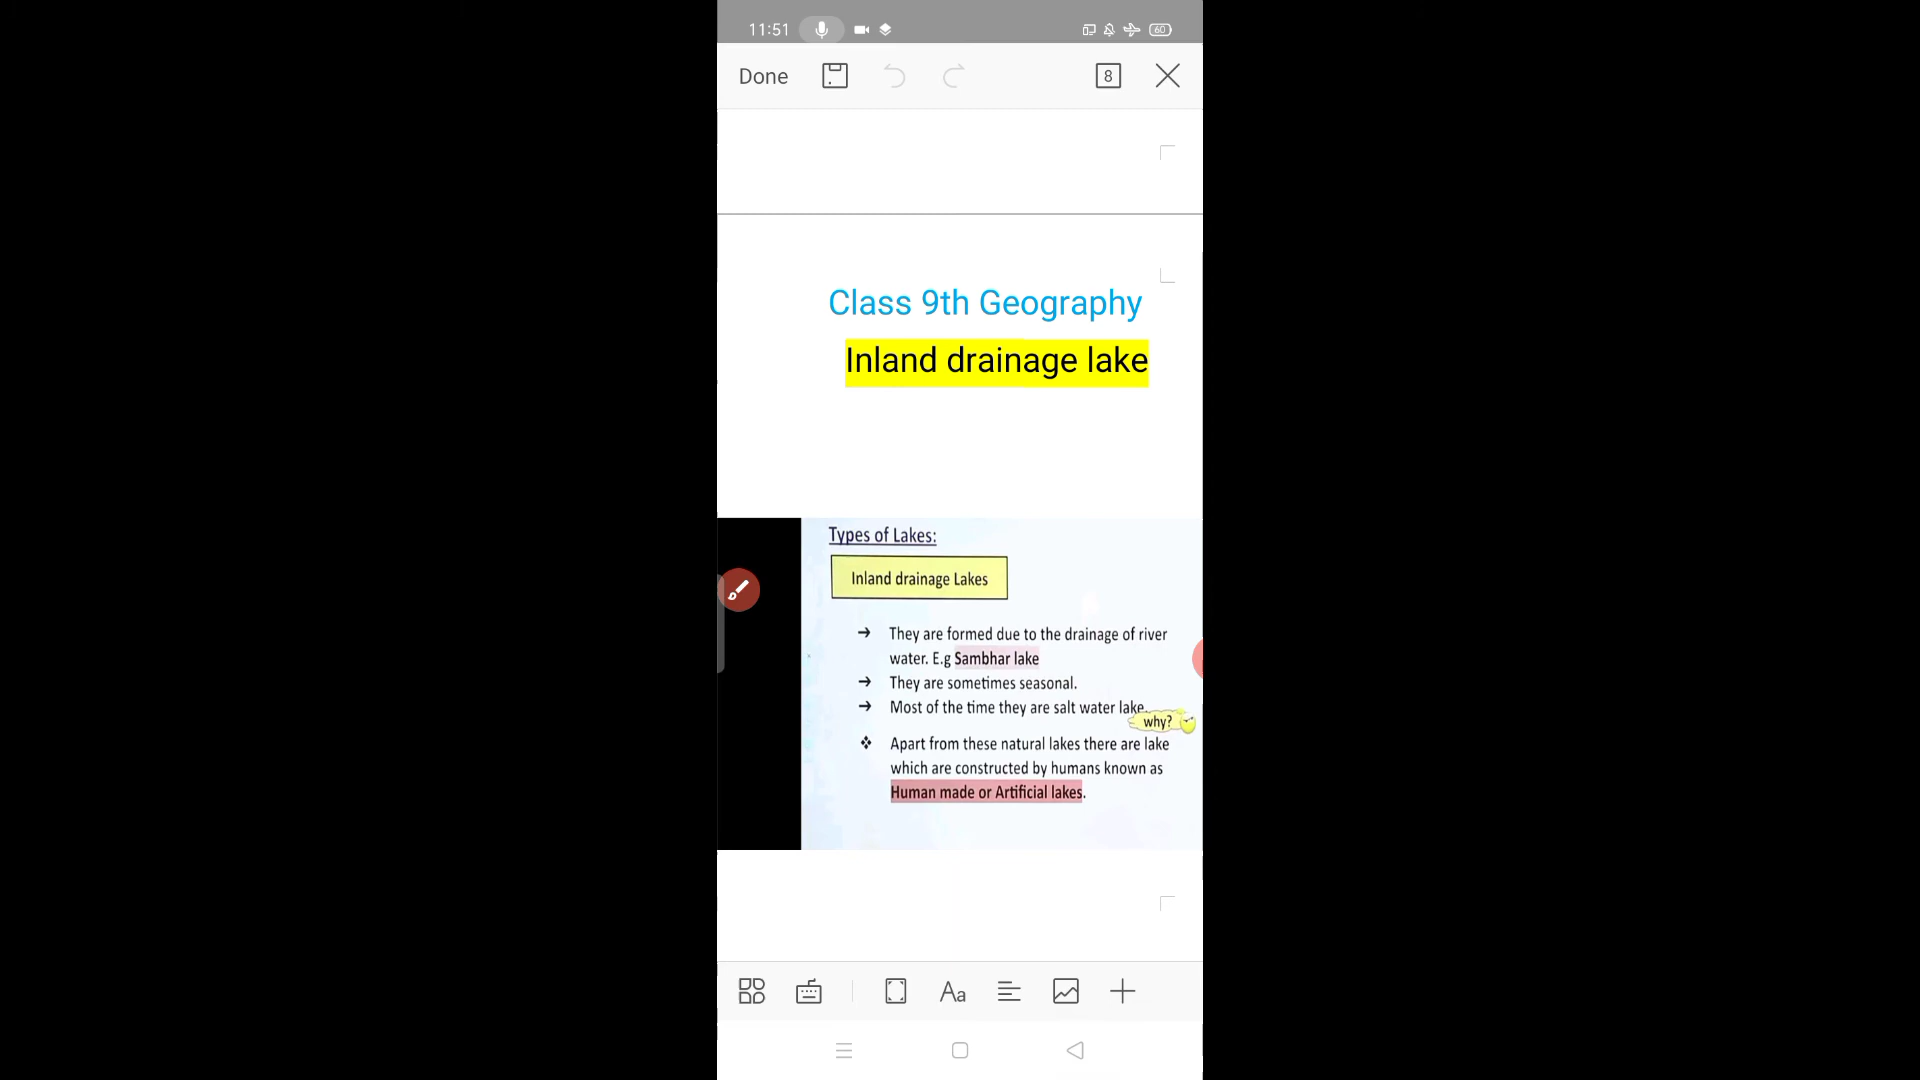 11:51
60
Done
8
Class 9th Geography
Inland drainage lake
Types of Lakes:
Inland drainage Lakes
→ They are formed due to the drainage of river
water. E.g Sambhar lake
→ They are sometimes seasonal.
→ Most of the time they are salt water lake.
why?
❖ Apart from these natural lakes there are lake
which are constructed by humans known as
Human made or Artificial lakes.
Aa